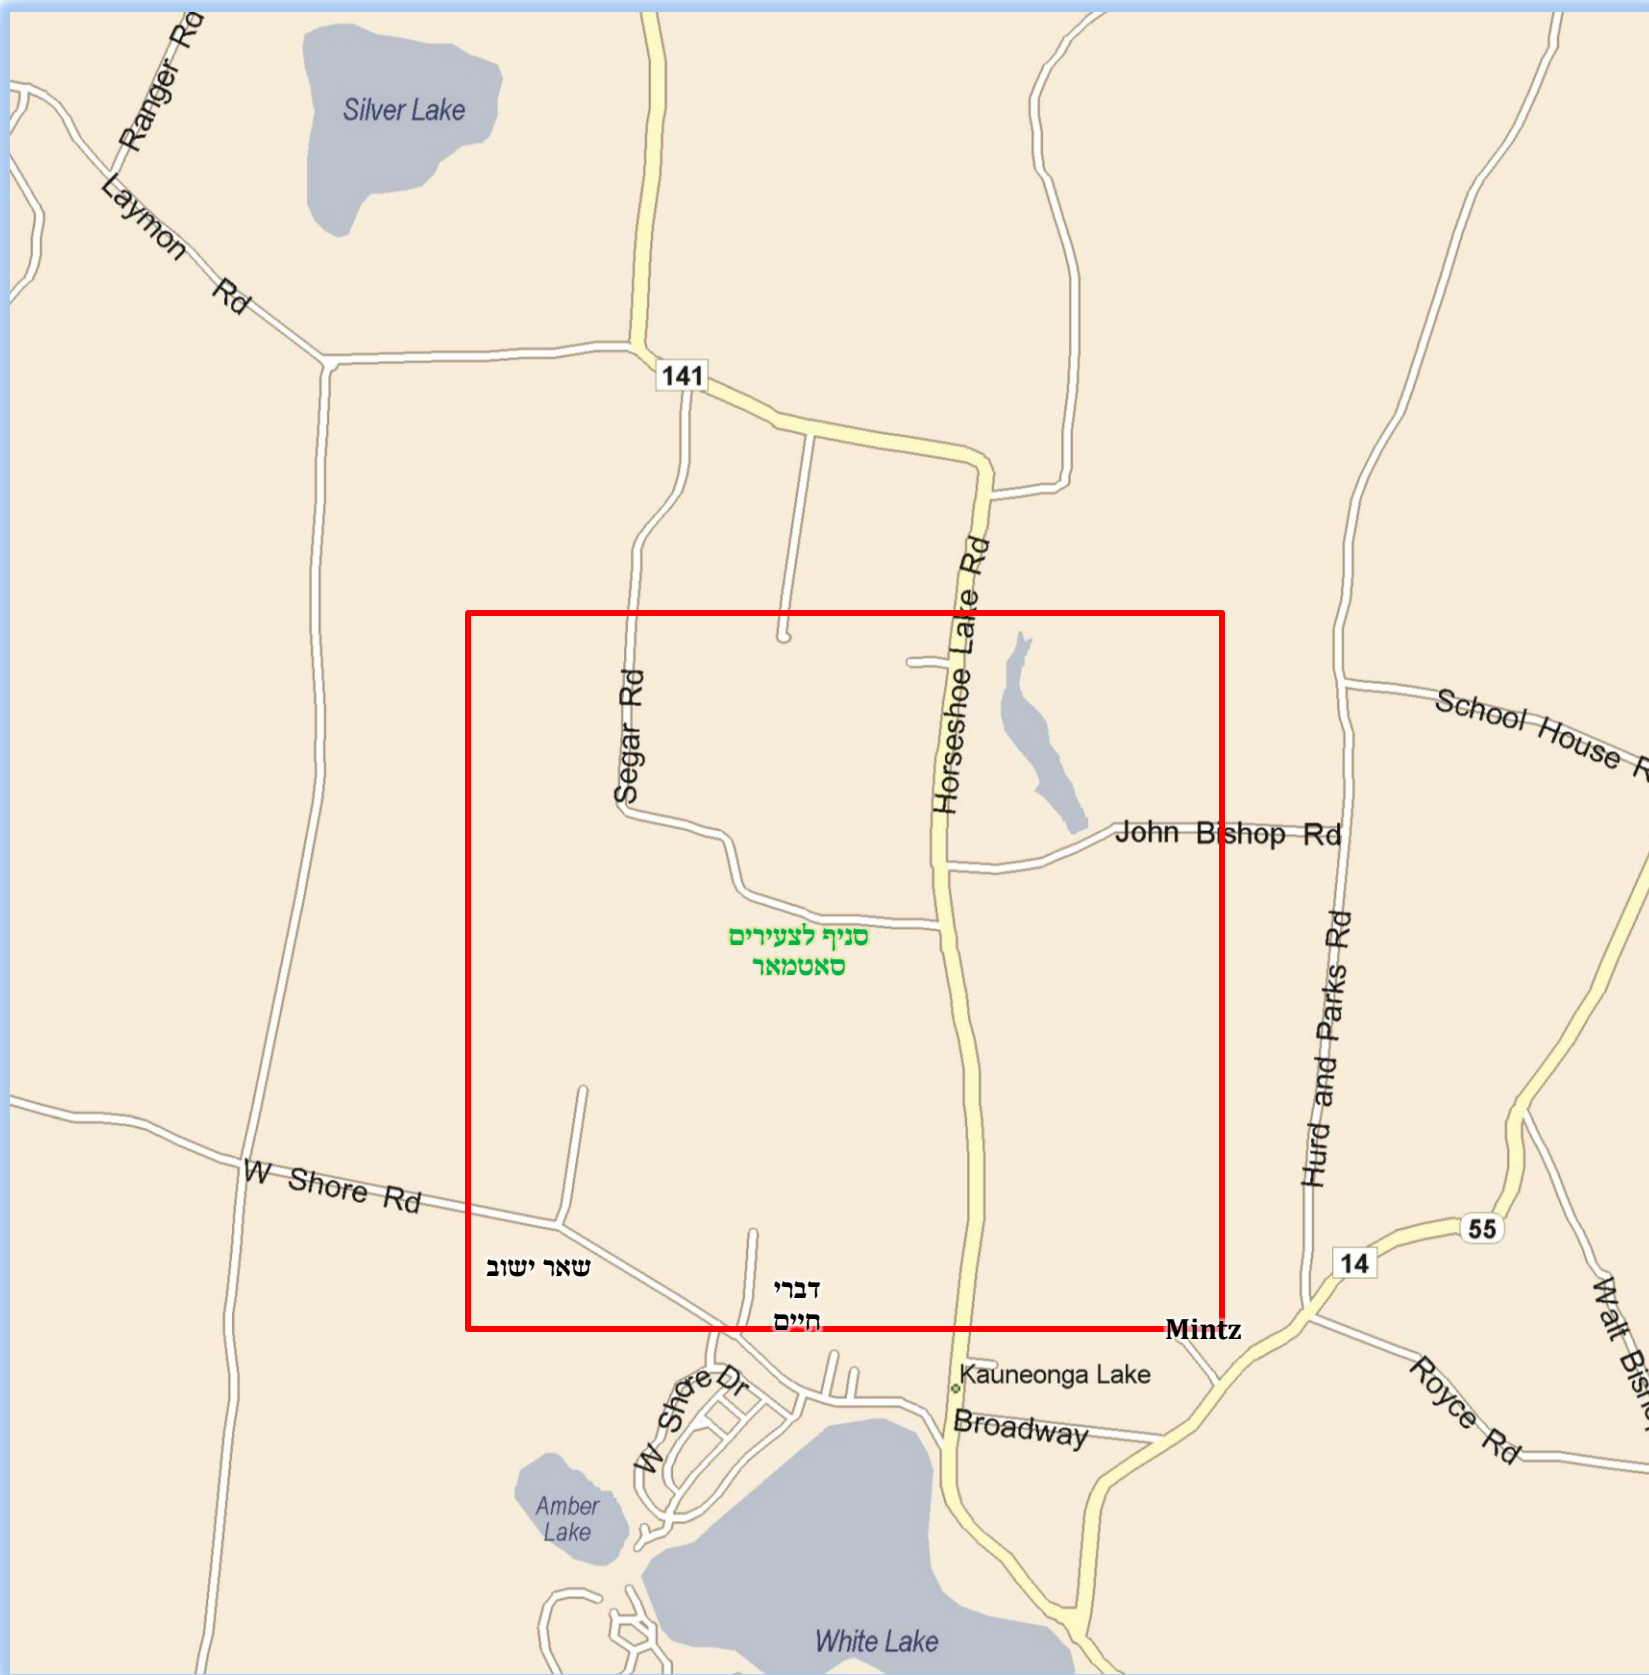 Ranger Rd
Silver Lake
Laymon Rd
141
Horseshoe Lake Rd
Segar Rd
School House R
John Bishop Rd
סניף לצעירים
סאטמאר
Hurd and Parks Rd
W Shore Rd
55
14
שאר ישוב
דברי
חיים
Mintz
Walt Bish
Kauneonga Lake
W Shore Dr
Broadway
Royce Rd
Amber
Lake
White Lake